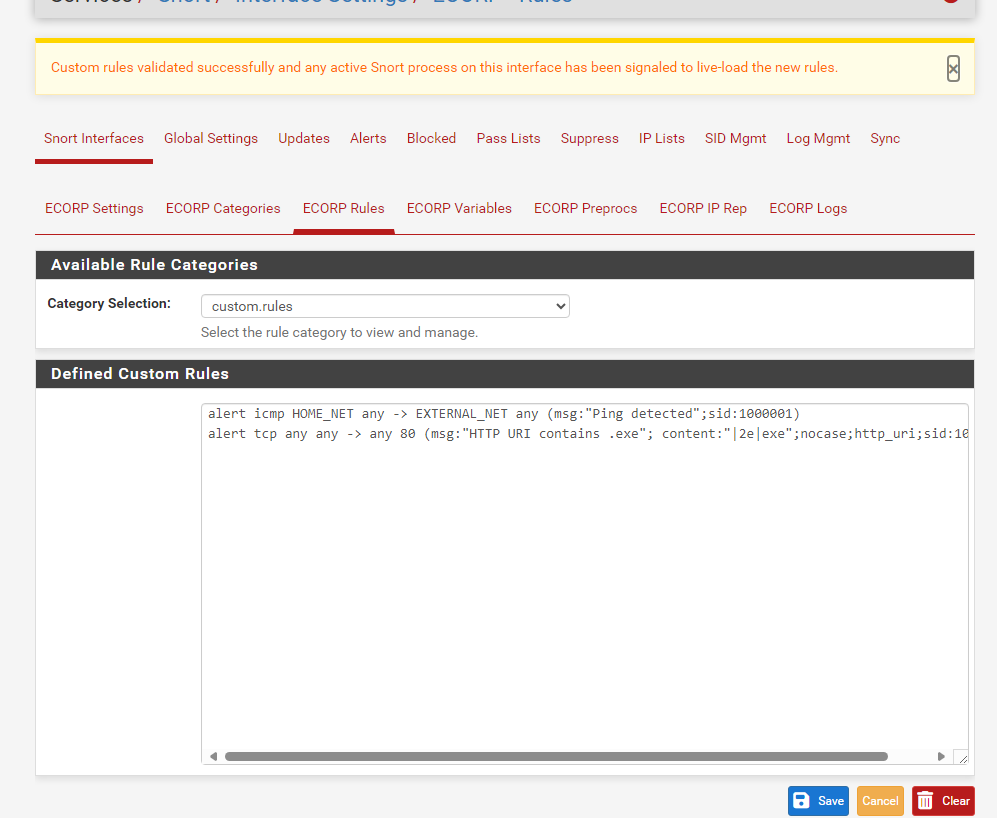 Services / Snort / Interface Settings / ECORP - Rules
Custom rules validated successfully and any active Snort process on this interface has been signaled to live-load the new rules.
Snort Interfaces Global Settings Updates Alerts Blocked Pass Lists Suppress IP Lists SID Mgmt Log Mgmt Sync
ECORP Settings ECORP Categories ECORP Rules ECORP Variables ECORP Preprocs ECORP IP Rep ECORP Logs
Available Rule Categories
Category Selection: custom.rules
Select the rule category to view and manage.
Defined Custom Rules
alert icmp HOME_NET any -> EXTERNAL_NET any (msg:"Ping detected";sid:1000001)
alert tcp any any -> any 80 (msg:"HTTP URI contains .exe"; content:"|2e|exe";nocase;http_uri;sid:10
Save Cancel Clear